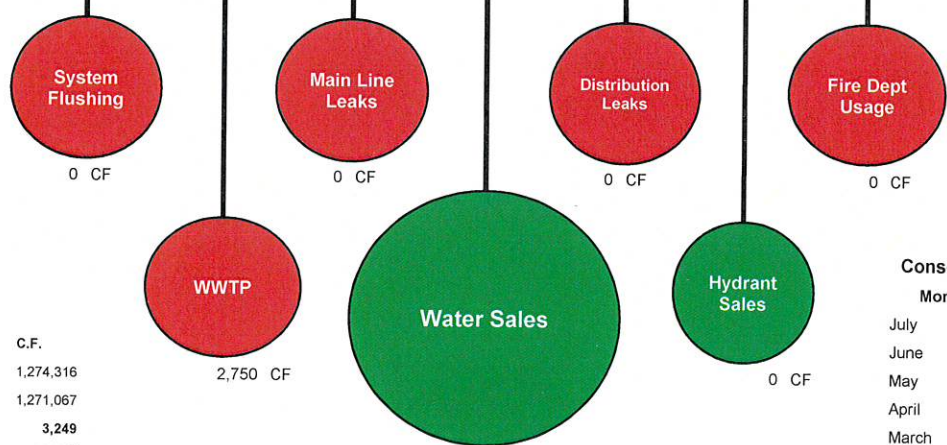 System
Flushing
0 CF
Main Line
Leaks
0 CF
Distribution
Leaks
0 CF
Fire Dept
Usage
0 CF
WWTP
2,750 CF
Water Sales
Hydrant
Sales
0 CF
C.F.
1,274,316
1,271,067
3,249
Cons
Mon
July
June
May
April
March